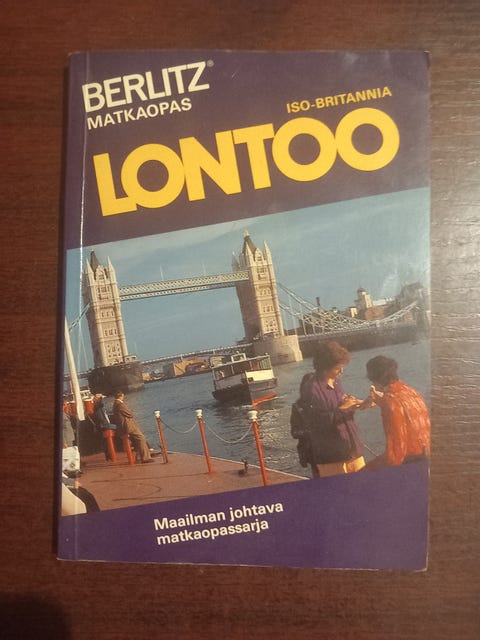 BERLITZ®
MATKAOPAS
ISO-BRITANNIA
LONTOO
Maailman johtava
matkaopassarja